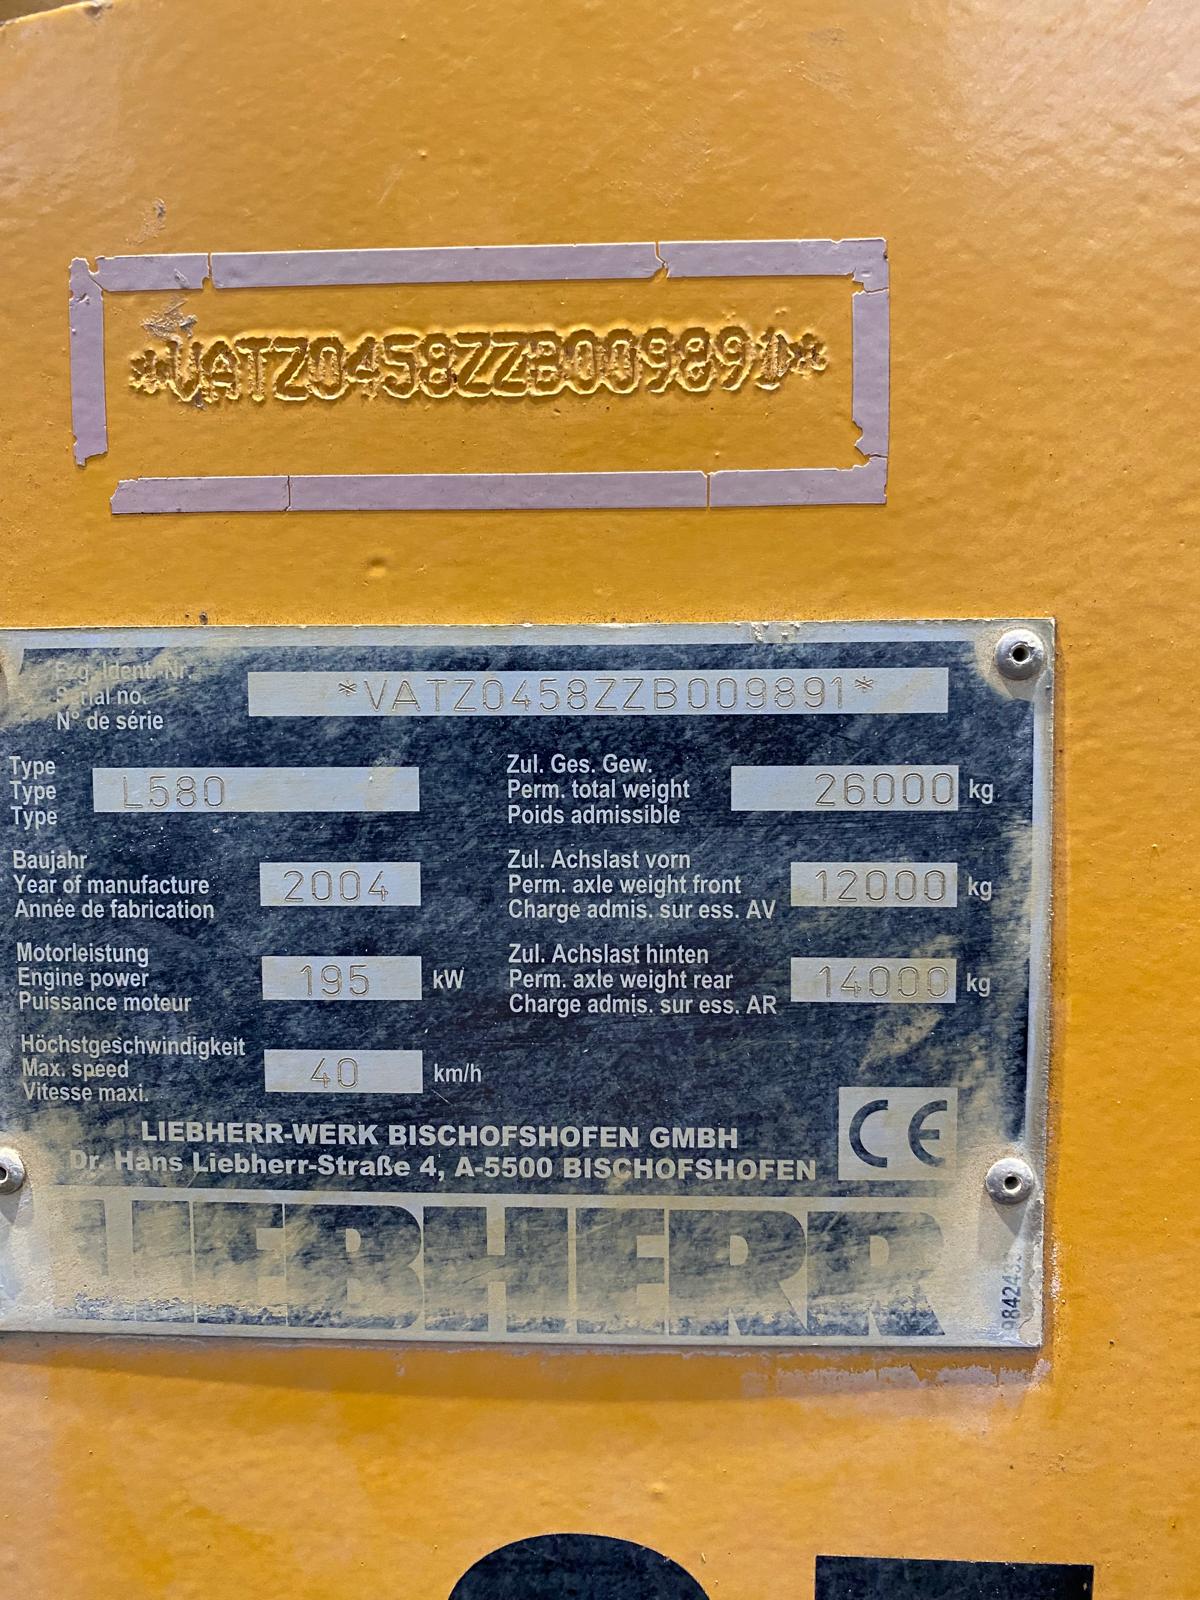 *VATZ0458ZZB009891*
Fzg.-Ident.-Nr.
Serial no.
N° de série
*VATZ0458ZZB009891*
Type
Type
Type
L580
Zul. Ges. Gew.
Perm. total weight
Poids admissible
26000 kg
Baujahr
Year of manufacture
Année de fabrication
2004
Zul. Achslast vorn
Perm. axle weight front
Charge admis. sur ess. AV
12000 kg
Motorleistung
Engine power
Puissance moteur
195 kW
Zul. Achslast hinten
Perm. axle weight rear
Charge admis. sur ess. AR
14000 kg
Höchstgeschwindigkeit
Max. speed
Vitesse maxi.
40 km/h
CE
LIEBHERR-WERK BISCHOFSHOFEN GMBH
Dr. Hans Liebherr-Straße 4, A-5500 BISCHOFSHOFEN
LIEBHERR